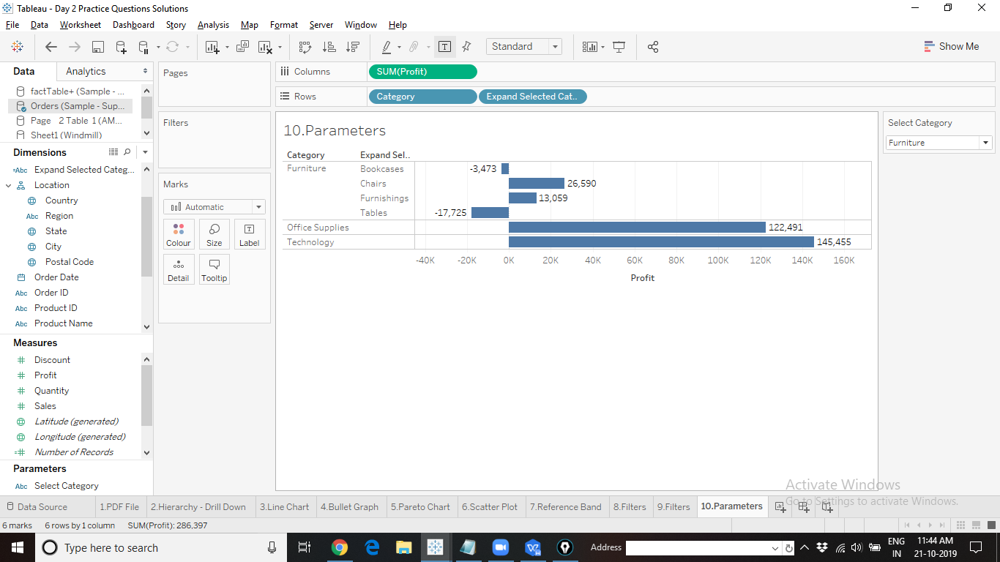 Tableau - Day 2 Practice Questions Solutions
File Data Worksheet Dashboard Story Analysis Map Format Server Window Help
Standard
Show Me
Data Analytics
factTable+ (Sample - ...
Orders (Sample - Sup...
Page 2 Table 1 (AM...
Sheet1 (Windmill)
Dimensions
=Abc Expand Selected Categ...
Location
Country
Abc Region
State
City
Postal Code
Order Date
Abc Order ID
Abc Product ID
Abc Product Name
Measures
# Discount
# Profit
# Quantity
# Sales
Latitude (generated)
Longitude (generated)
=# Number of Records
Parameters
Abc Select Category
Pages
Filters
Marks
Automatic
Colour Size Label
Detail Tooltip
Columns SUM(Profit)
Rows Category Expand Selected Cat..
10.Parameters
Category Expand Sel..
Furniture Bookcases -3,473
Chairs 26,590
Furnishings 13,059
Tables -17,725
Office Supplies 122,491
Technology 145,455
-40K -20K 0K 20K 40K 60K 80K 100K 120K 140K 160K
Profit
Select Category
Furniture
Activate Windows
Go to Settings to activate Windows.
Data Source 1.PDF File 2.Hierarchy - Drill Down 3.Line Chart 4.Bullet Graph 5.Pareto Chart 6.Scatter Plot 7.Reference Band 8.Filters 9.Filters 10.Parameters
6 marks 6 rows by 1 column SUM(Profit): 286,397
Type here to search
Address
ENG
IN
11:44 AM
21-10-2019